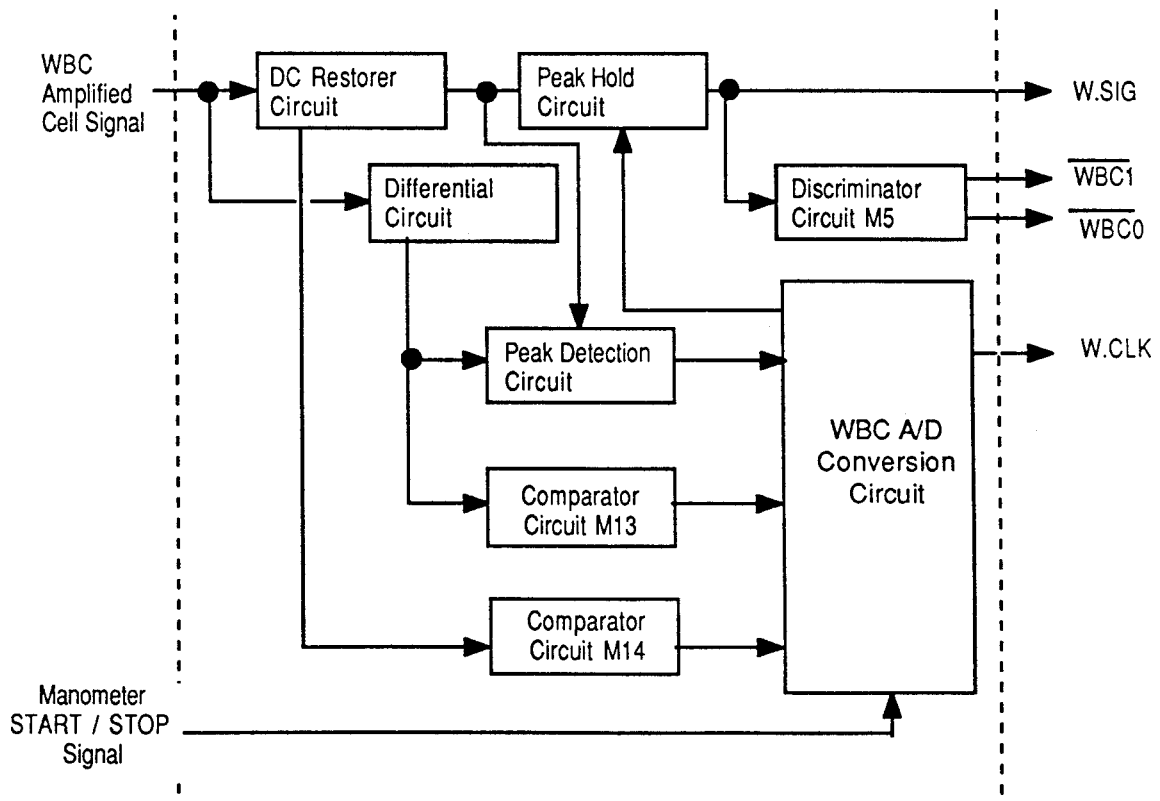 WBC
Amplified
Cell Signal
DC Restorer
Circuit
Peak Hold
Circuit
W.SIG
Differential
Circuit
Discriminator
Circuit M5
WBC1
WBC0
Peak Detection
Circuit
W.CLK
WBC A/D
Conversion
Circuit
Comparator
Circuit M13
Comparator
Circuit M14
Manometer
START / STOP
Signal